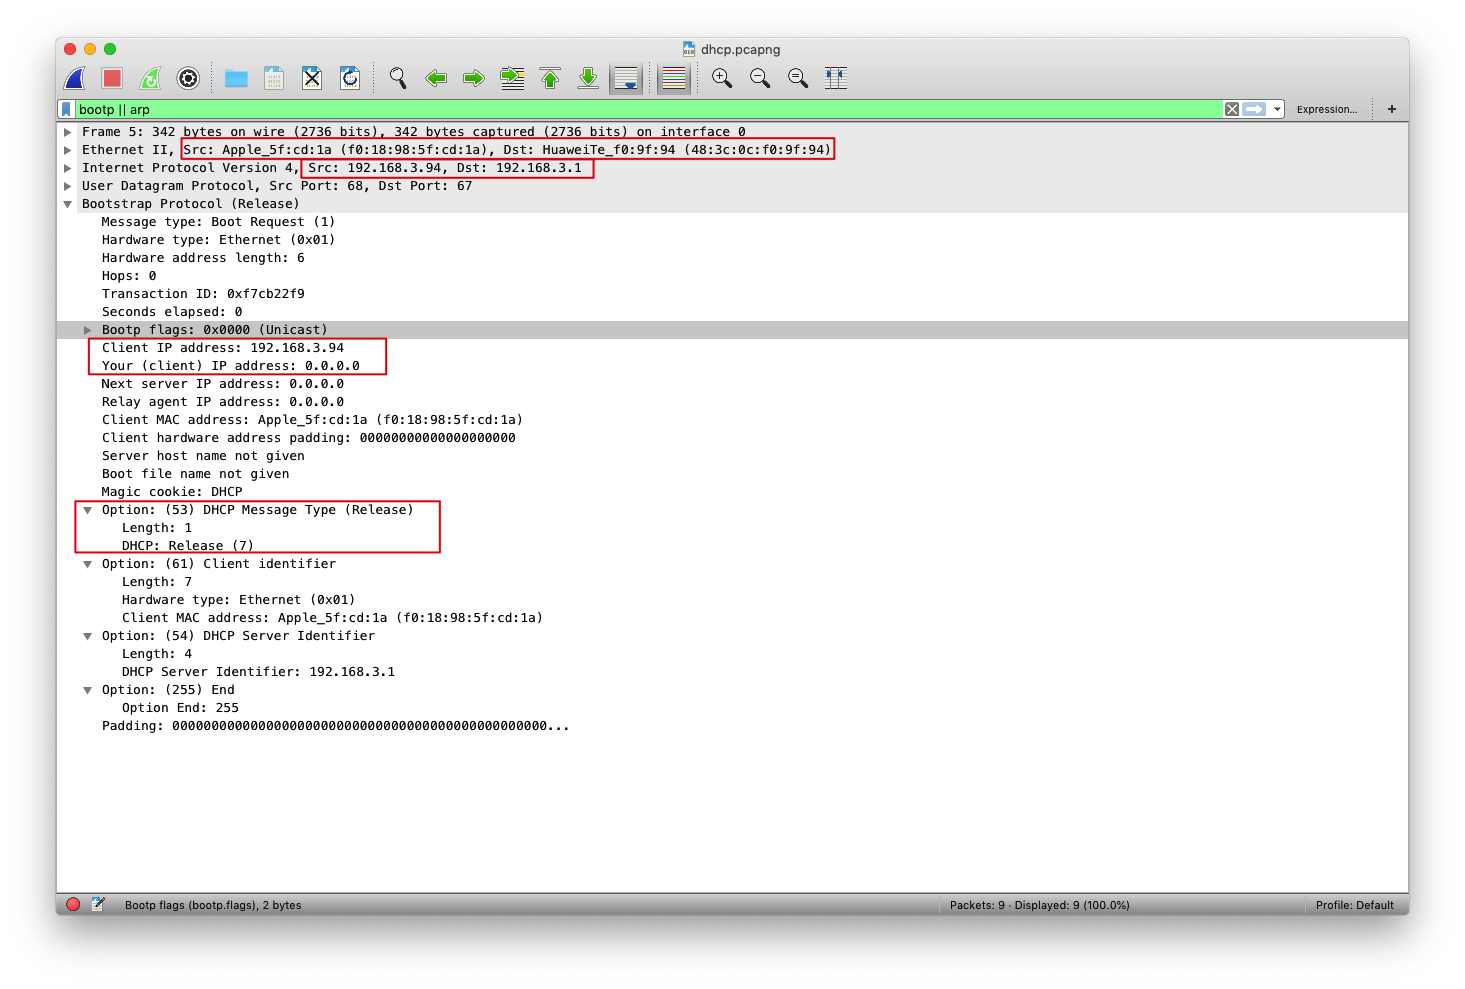 dhcp.pcapng
bootp || arp
Expression...
+
Frame 5: 342 bytes on wire (2736 bits), 342 bytes captured (2736 bits) on interface 0
Ethernet II, Src: Apple_5f:cd:1a (f0:18:98:5f:cd:1a), Dst: HuaweiTe_f0:9f:94 (48:3c:0c:f0:9f:94)
Internet Protocol Version 4, Src: 192.168.3.94, Dst: 192.168.3.1
User Datagram Protocol, Src Port: 68, Dst Port: 67
Bootstrap Protocol (Release)
Message type: Boot Request (1)
Hardware type: Ethernet (0x01)
Hardware address length: 6
Hops: 0
Transaction ID: 0xf7cb22f9
Seconds elapsed: 0
Bootp flags: 0x0000 (Unicast)
Client IP address: 192.168.3.94
Your (client) IP address: 0.0.0.0
Next server IP address: 0.0.0.0
Relay agent IP address: 0.0.0.0
Client MAC address: Apple_5f:cd:1a (f0:18:98:5f:cd:1a)
Client hardware address padding: 00000000000000000000
Server host name not given
Boot file name not given
Magic cookie: DHCP
Option: (53) DHCP Message Type (Release)
Length: 1
DHCP: Release (7)
Option: (61) Client identifier
Length: 7
Hardware type: Ethernet (0x01)
Client MAC address: Apple_5f:cd:1a (f0:18:98:5f:cd:1a)
Option: (54) DHCP Server Identifier
Length: 4
DHCP Server Identifier: 192.168.3.1
Option: (255) End
Option End: 255
Padding: 000000000000000000000000000000000000000000000000...
Bootp flags (bootp.flags), 2 bytes
Packets: 9 · Displayed: 9 (100.0%)
Profile: Default